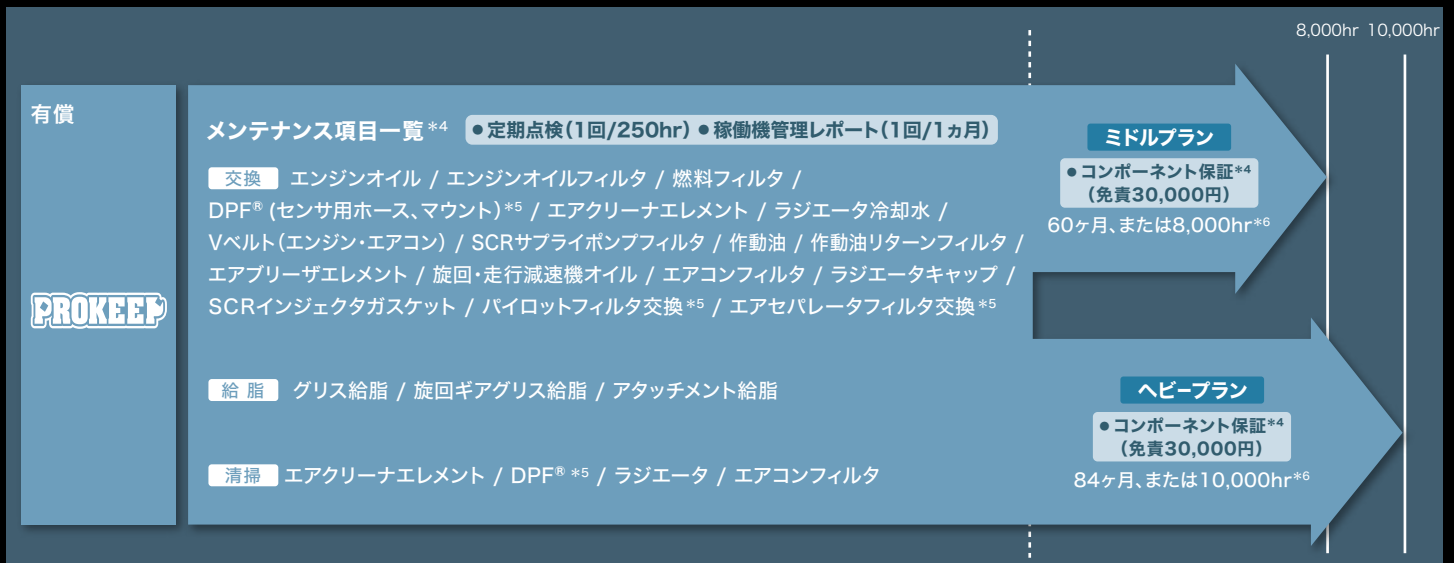 8,000hr 10,000hr
有償
PROKEEP
メンテナンス項目一覧*4 ●定期点検(1回/250hr) ●稼働機管理レポート(1回/1ヵ月)
交換 エンジンオイル / エンジンオイルフィルタ / 燃料フィルタ /
DPF® (センサ用ホース、マウント)*5 / エアクリーナエレメント / ラジエータ冷却水 /
Vベルト(エンジン・エアコン) / SCRサプライポンプフィルタ / 作動油 / 作動油リターンフィルタ /
エアブリーザエレメント / 旋回・走行減速機オイル / エアコンフィルタ / ラジエータキャップ /
SCRインジェクタガスケット / パイロットフィルタ交換*5 / エアセパレータフィルタ交換*5
給 脂 グリス給脂 / 旋回ギアグリス給脂 / アタッチメント給脂
清掃 エアクリーナエレメント / DPF® *5 / ラジエータ / エアコンフィルタ
ミドルプラン
●コンポーネント保証*4
(免責30,000円)
60ヶ月、または8,000hr*6
ヘビープラン
●コンポーネント保証*4
(免責30,000円)
84ヶ月、または10,000hr*6